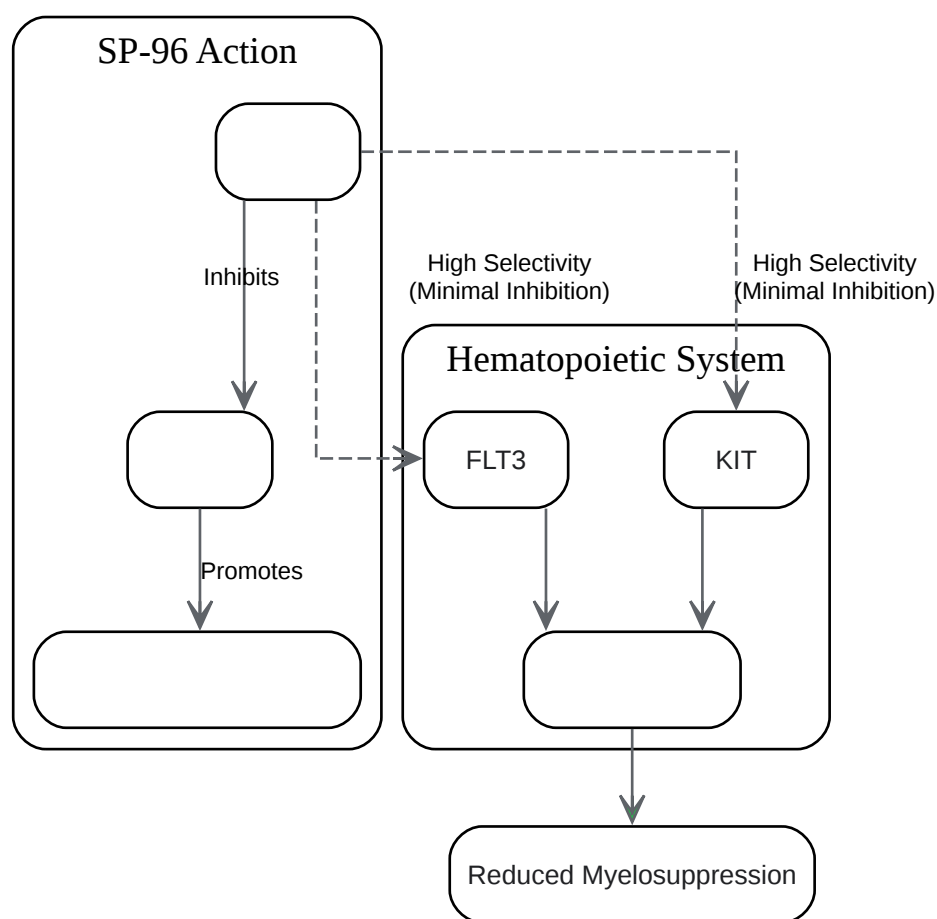 SP-96 Action
Inhibits
High Selectivity
(Minimal Inhibition)
High Selectivity
(Minimal Inhibition)
Hematopoietic System
FLT3
KIT
Promotes
Reduced Myelosuppression